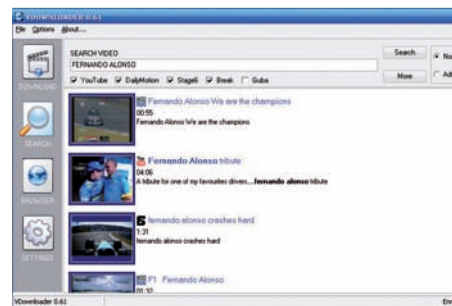 VDOWNLOADER 0.61
File Options About...
SEARCH VIDEO
FERNANDO ALONSO
Search
More
YouTube DailyMotion Stage6 Break Guba
DOWNLOAD
SEARCH
BROWSER
SETTINGS
Fernando Alonso We are the champions
00:55
Fernando Alonso We are the champions
Fernando Alonso tribute
04:06
A tribute for one of my favourites drivers....fernando alonso tribute
fernando alonso crashes hard
1:31
fernando alonso crashes hard
F1 Fernando Alonso
01:32
VDownloader 0.61